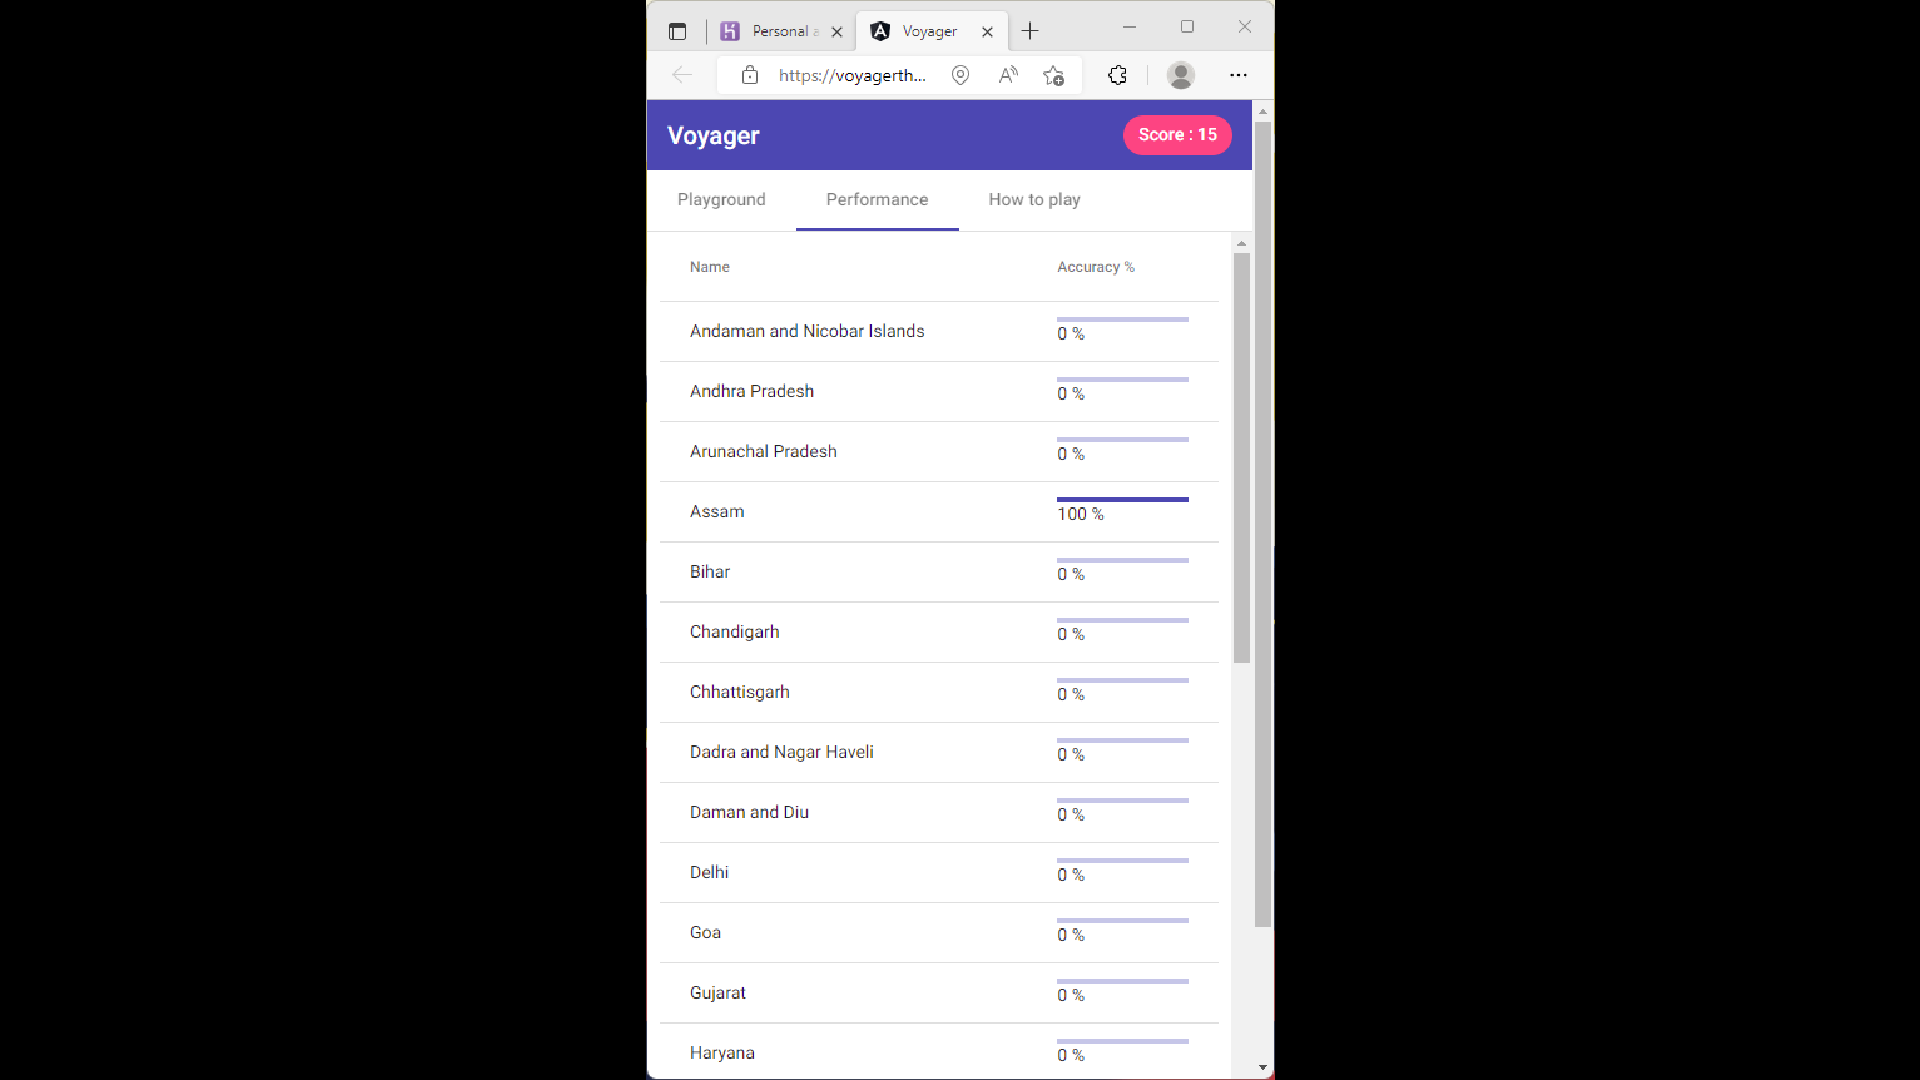 Personal a
Voyager
https://voyagerth...
Voyager
Score : 15
Playground Performance How to play
Name Accuracy %
Andaman and Nicobar Islands 0 %
Andhra Pradesh 0 %
Arunachal Pradesh 0 %
Assam 100 %
Bihar 0 %
Chandigarh 0 %
Chhattisgarh 0 %
Dadra and Nagar Haveli 0 %
Daman and Diu 0 %
Delhi 0 %
Goa 0 %
Gujarat 0 %
Haryana 0 %